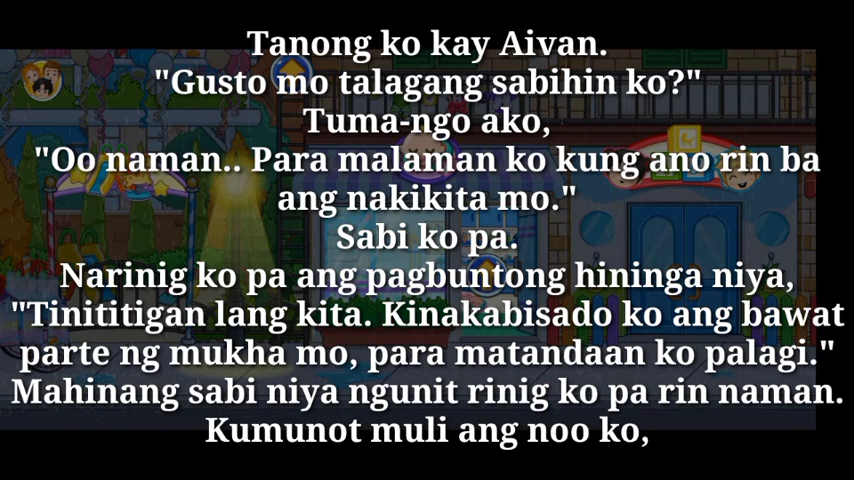 Tanong ko kay Aivan.
"Gusto mo talagang sabihin ko?"
Tuma-ngo ako,
"Oo naman.. Para malaman ko kung ano rin ba
ang nakikita mo."
Sabi ko pa.
Narinig ko pa ang pagbuntong hininga niya,
"Tinititigan lang kita. Kinakabisado ko ang bawat
parte ng mukha mo, para matandaan ko palagi."
Mahinang sabi niya ngunit rinig ko pa rin naman.
Kumunot muli ang noo ko,